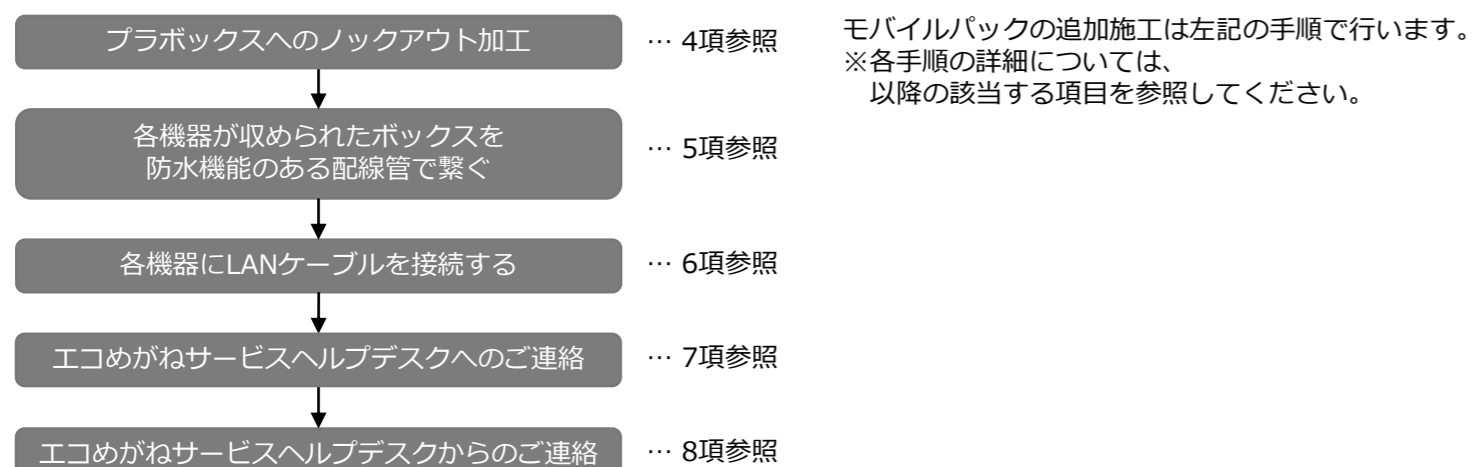 プラボックスへのノックアウト加工 … 4項参照
各機器が収められたボックスを
防水機能のある配線管で繋ぐ … 5項参照
各機器にLANケーブルを接続する … 6項参照
エコめがねサービスヘルプデスクへのご連絡 … 7項参照
エコめがねサービスヘルプデスクからのご連絡 … 8項参照
モバイルパックの追加施工は左記の手順で行います。
※各手順の詳細については、
以降の該当する項目を参照してください。